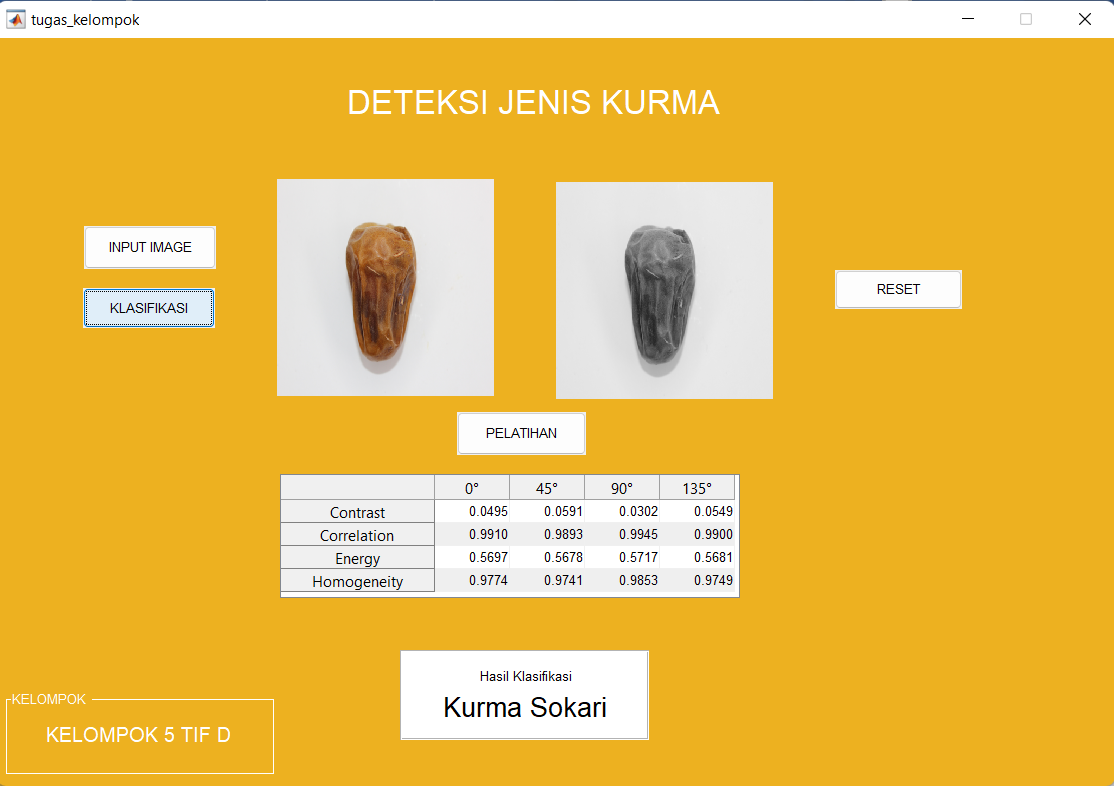 tugas_kelompok
DETEKSI JENIS KURMA
INPUT IMAGE
KLASIFIKASI
RESET
PELATIHAN
0° 45° 90° 135°
Contrast 0.0495 0.0591 0.0302 0.0549
Correlation 0.9910 0.9893 0.9945 0.9900
Energy 0.5697 0.5678 0.5717 0.5681
Homogeneity 0.9774 0.9741 0.9853 0.9749
Hasil Klasifikasi
Kurma Sokari
KELOMPOK
KELOMPOK 5 TIF D